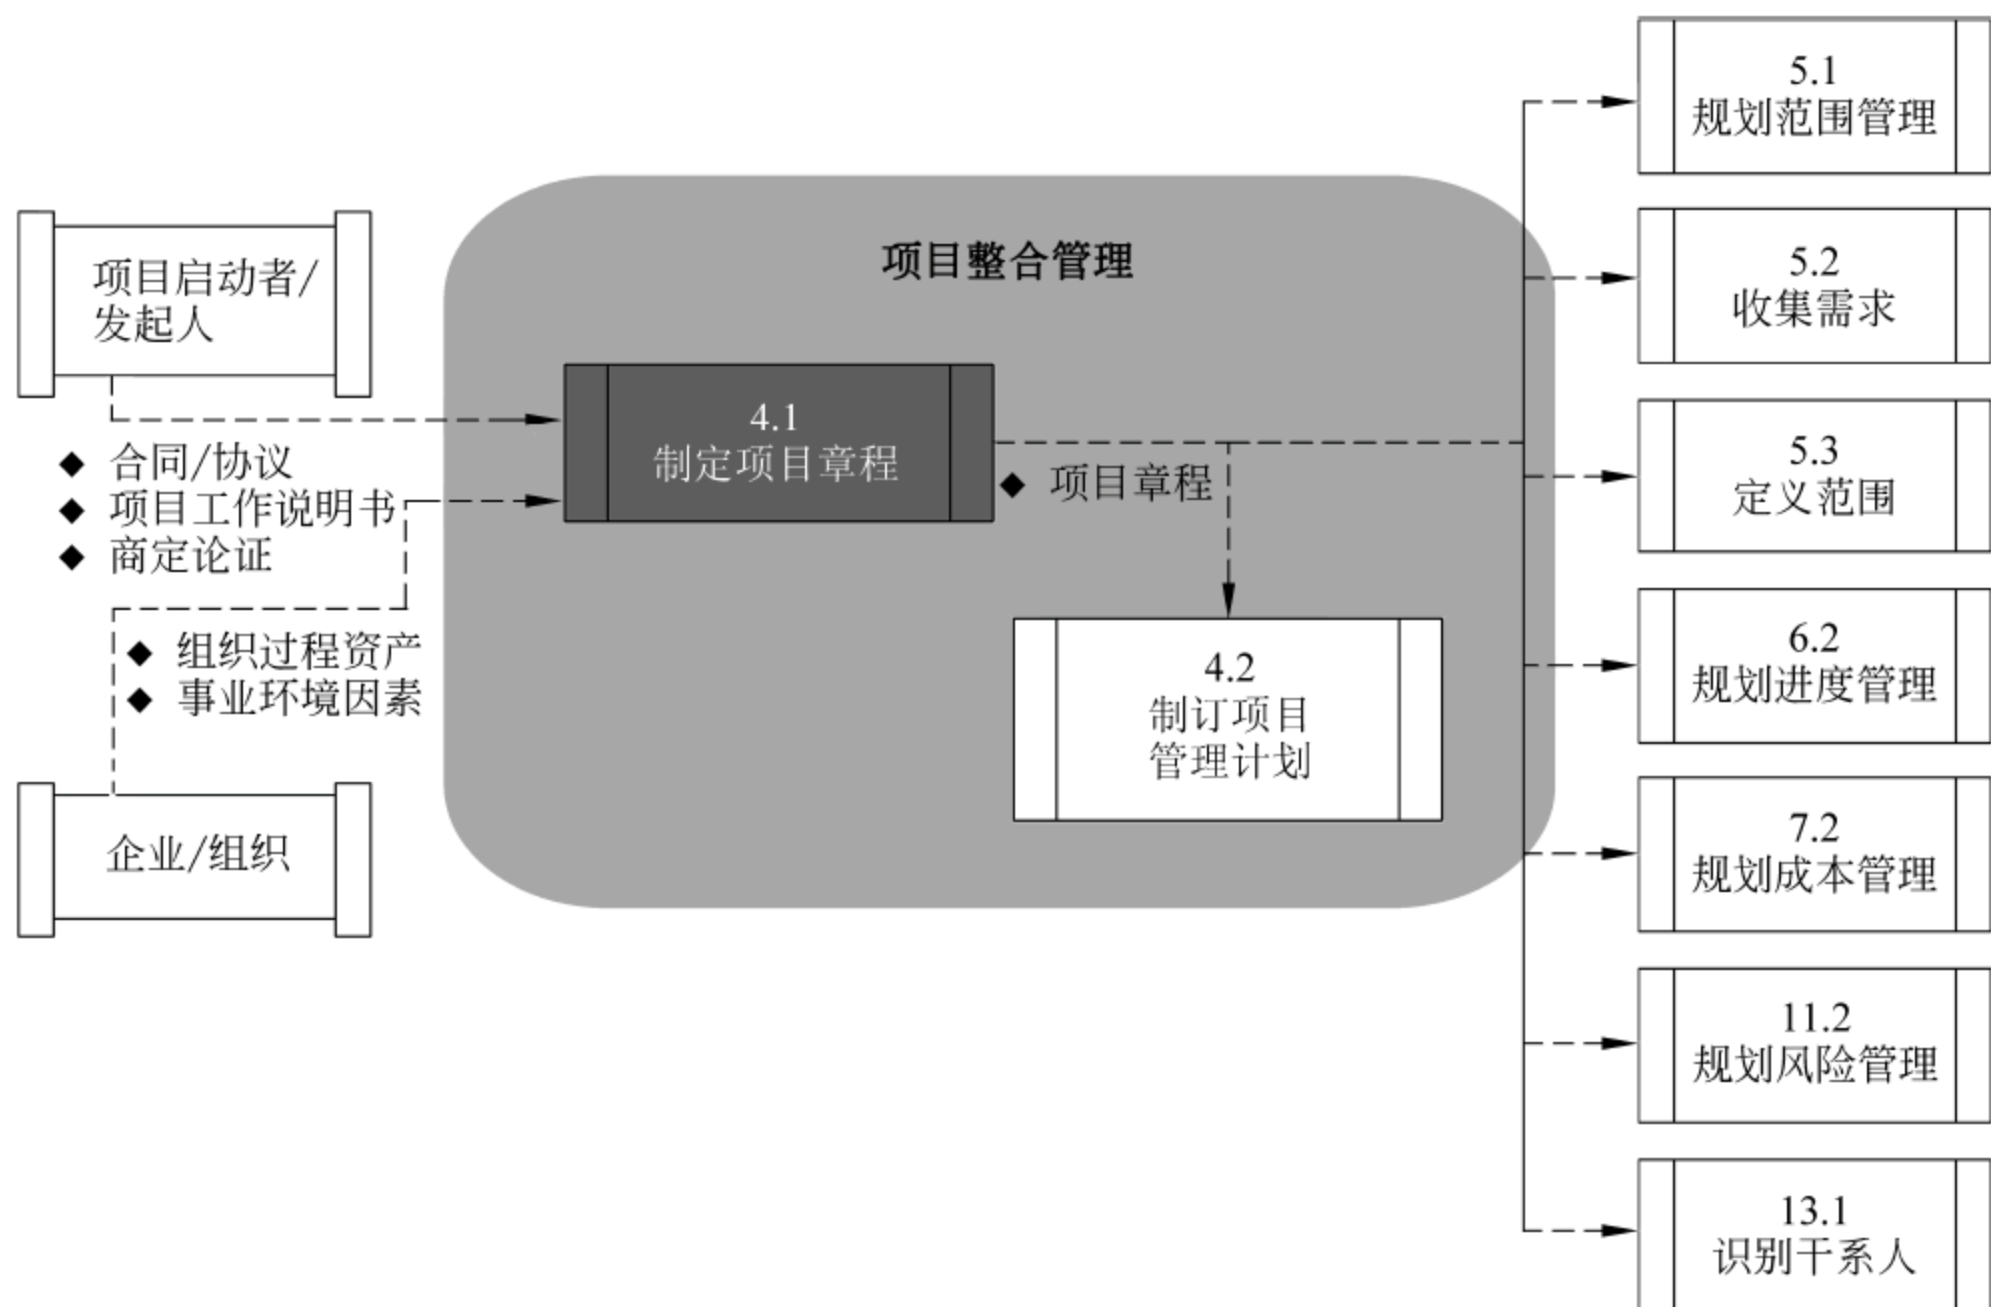 项目启动者/
发起人
◆ 合同/协议
◆ 项目工作说明书
◆ 商定论证
◆ 组织过程资产
◆ 事业环境因素
企业/组织
项目整合管理
4.1
制定项目章程
◆ 项目章程
4.2
制订项目
管理计划
5.1
规划范围管理
5.2
收集需求
5.3
定义范围
6.2
规划进度管理
7.2
规划成本管理
11.2
规划风险管理
13.1
识别干系人